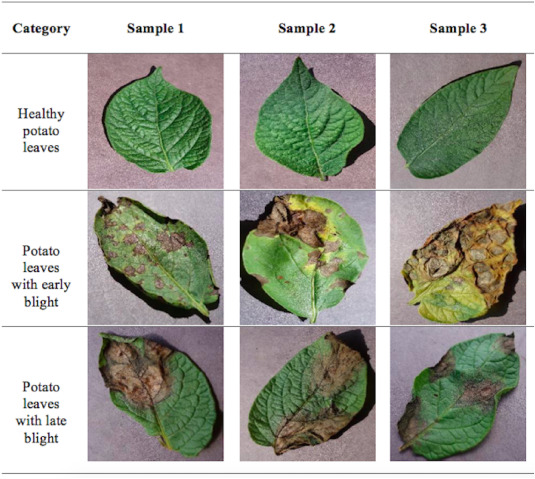 Category Sample 1 Sample 2 Sample 3
Healthy
potato
leaves
Potato
leaves
with early
blight
Potato
leaves
with late
blight